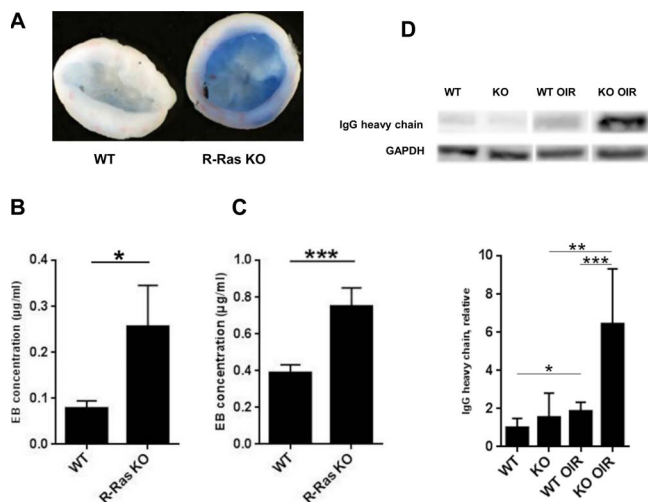 A
WT
R-Ras KO
D
WT KO WT OIR KO OIR
IgG heavy chain
GAPDH
B
*
EB concentration (µg/ml)
0.4
0.3
0.2
0.1
0.0
WT
R-Ras KO
C
***
EB concentration (µg/ml)
1.0
0.8
0.6
0.4
0.2
0.0
WT
R-Ras KO
**
***
*
IgG heavy chain, relative
10
8
6
4
2
0
WT
KO
WT OIR
KO OIR